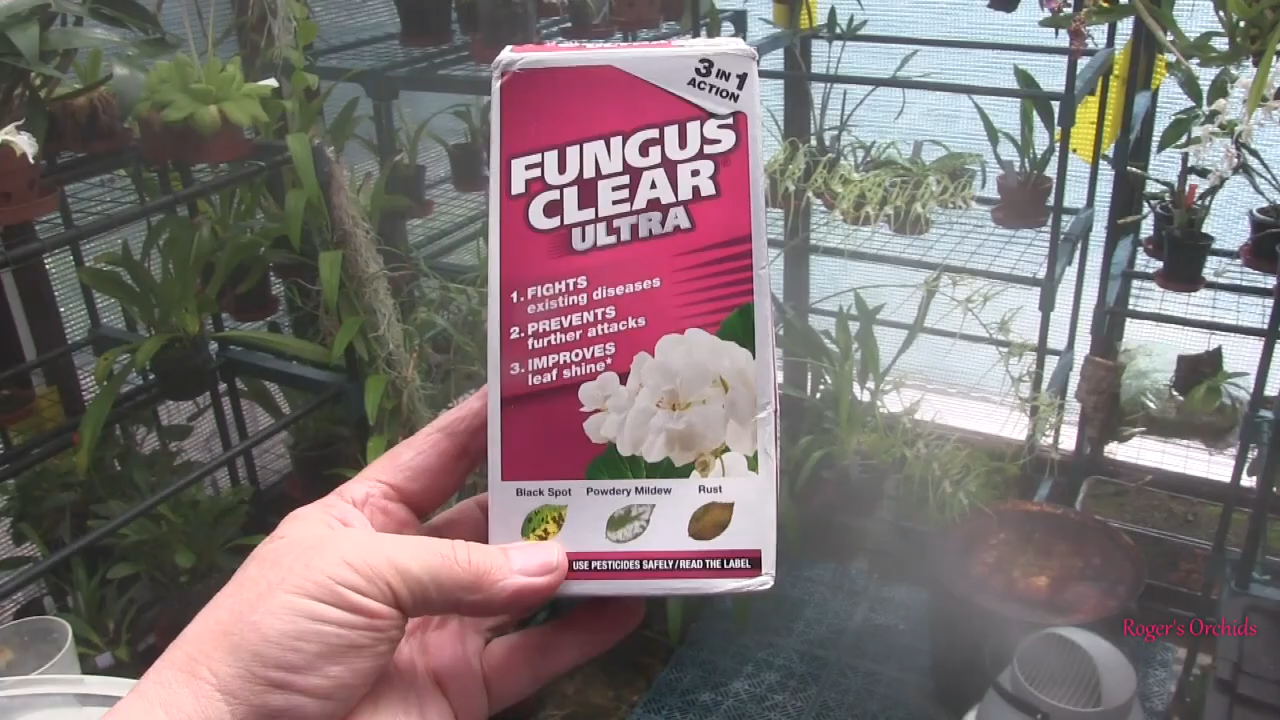 3 IN 1
ACTION
FUNGUS
CLEAR®
ULTRA
1. FIGHTS
existing diseases
2. PREVENTS
further attacks
3. IMPROVES
leaf shine*
Black Spot Powdery Mildew Rust
USE PESTICIDES SAFELY/READ THE LABEL
Roger's Orchids